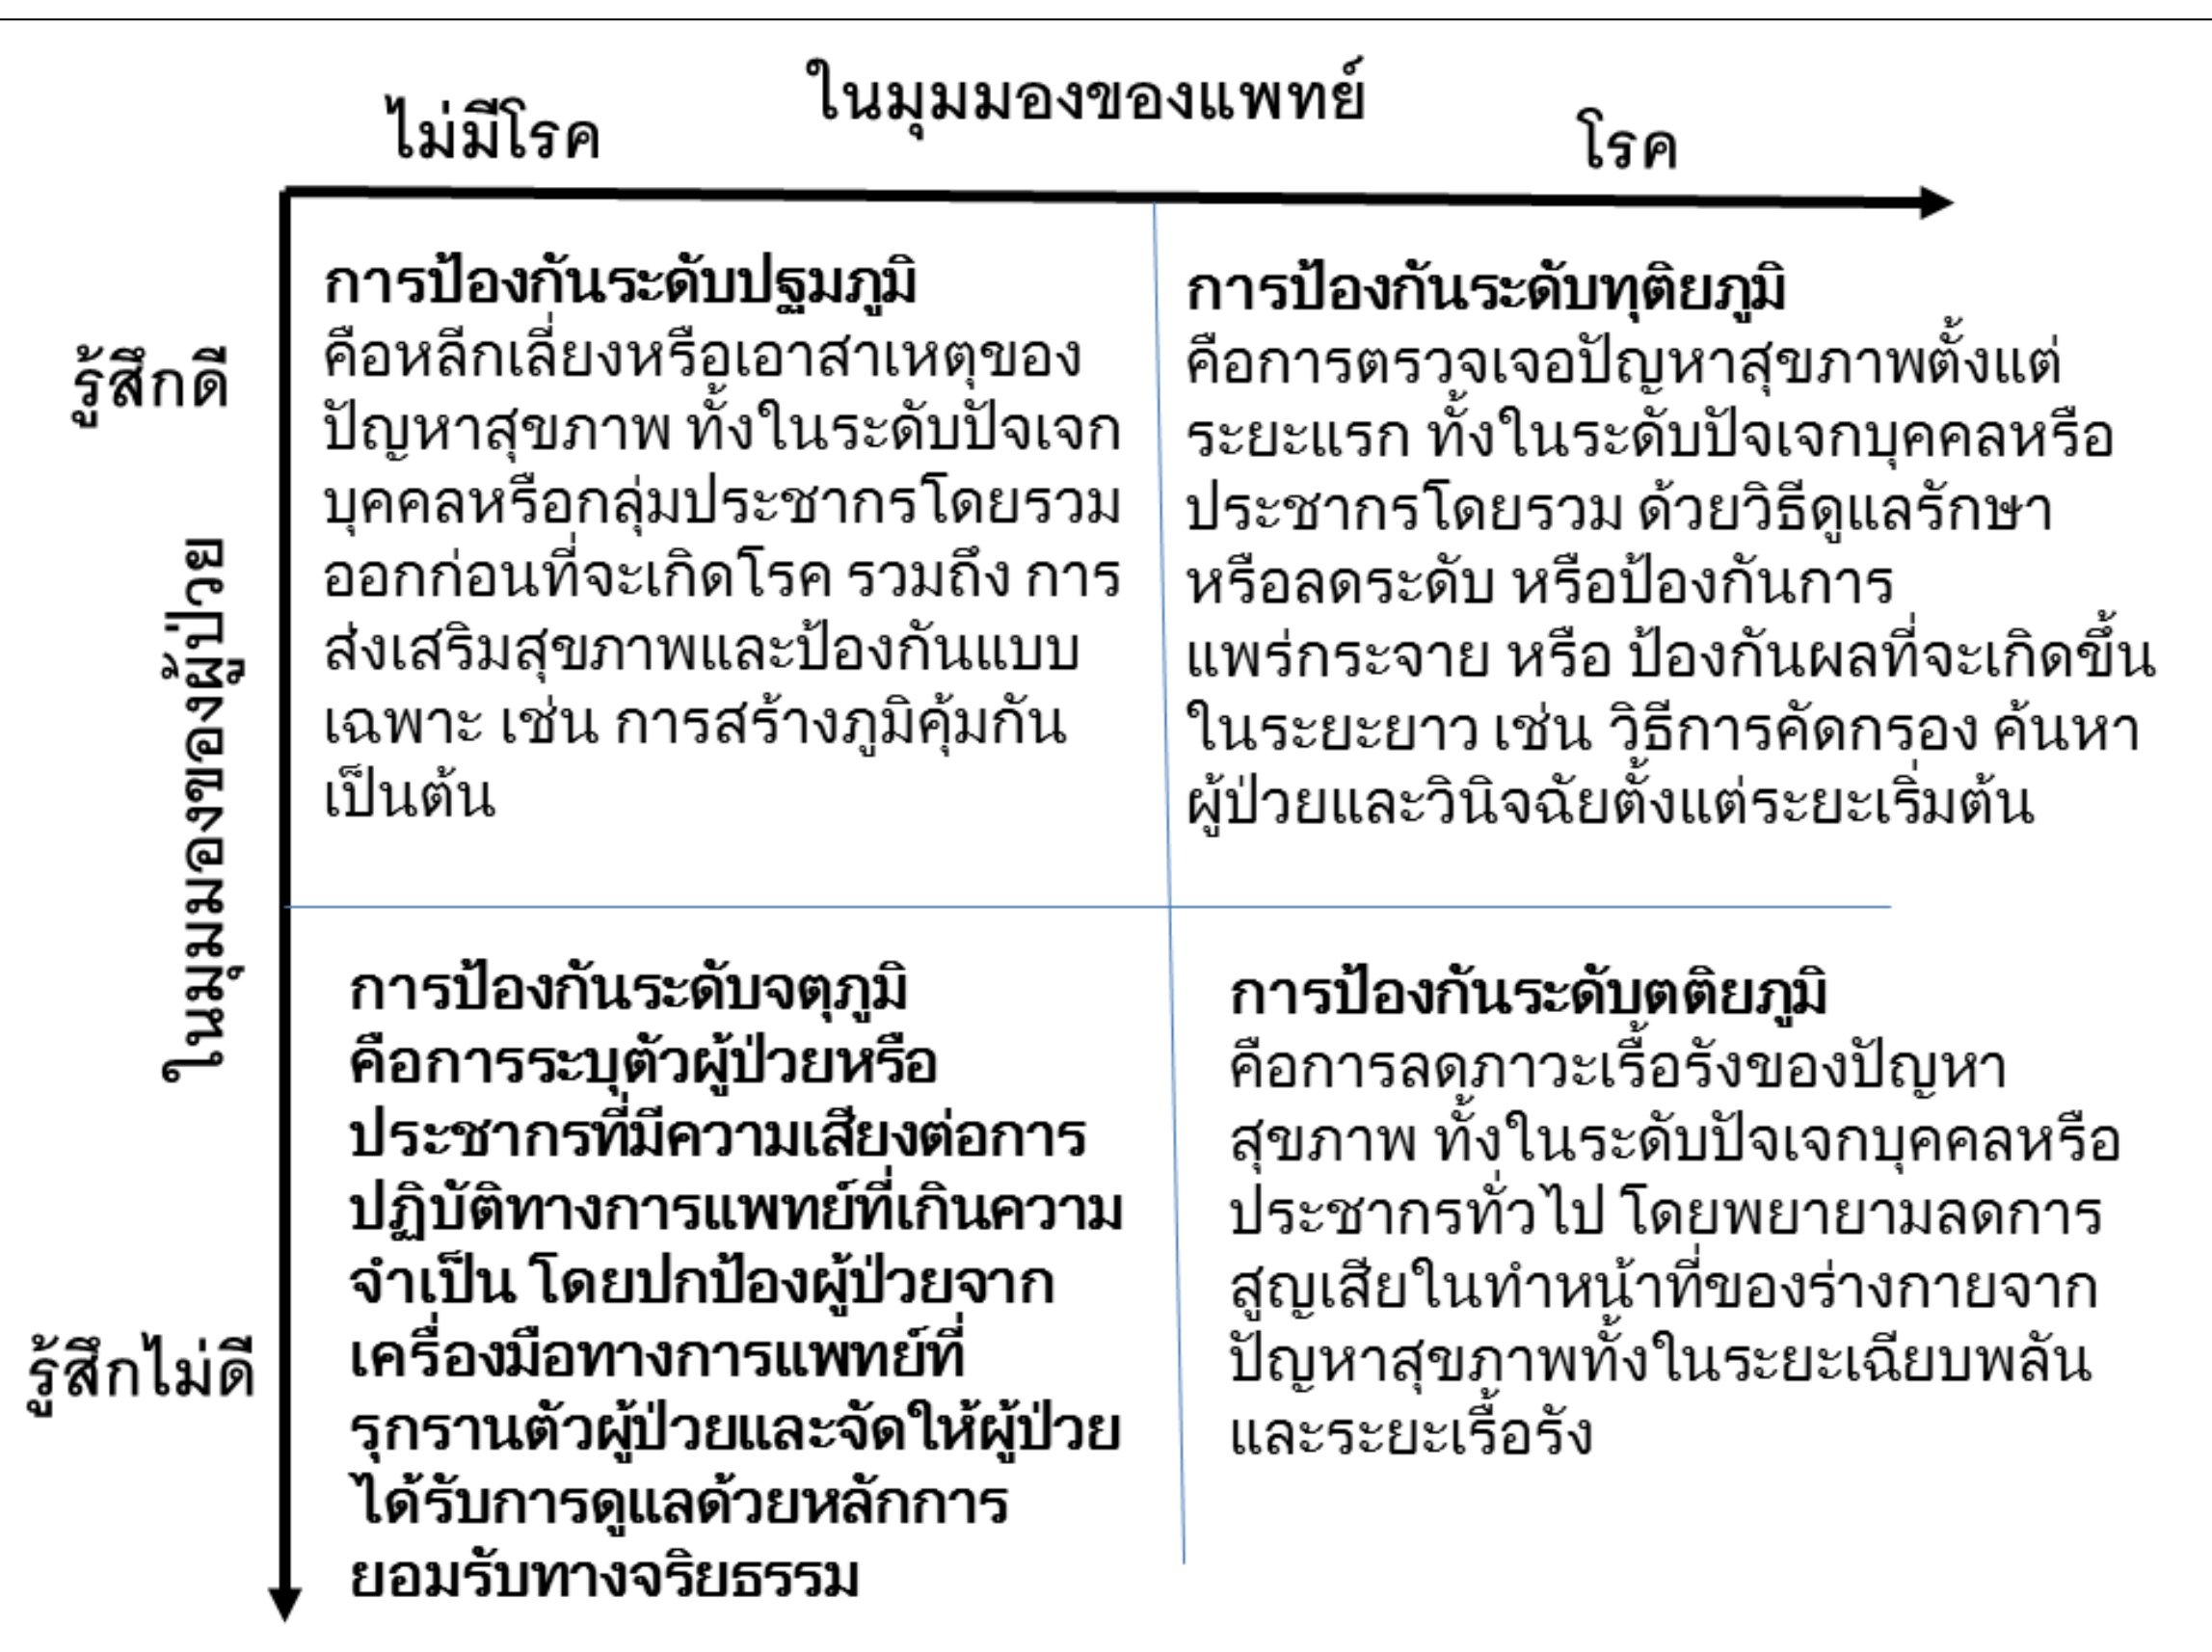 ในมุมมองของแพทย์
ไม่มีโรค
โรค
รู้สึกดี
ในมุมมองของผู้ป่วย
รู้สึกไม่ดี
การป้องกันระดับปฐมภูมิ
คือหลีกเลี่ยงหรือเอาสาเหตุของ
ปัญหาสุขภาพ ทั้งในระดับปัจเจก
บุคคลหรือกลุ่มประชากรโดยรวม
ออกก่อนที่จะเกิดโรค รวมถึง การ
ส่งเสริมสุขภาพและป้องกันแบบ
เฉพาะ เช่น การสร้างภูมิคุ้มกัน
เป็นต้น
การป้องกันระดับทุติยภูมิ
คือการตรวจเจอปัญหาสุขภาพตั้งแต่
ระยะแรก ทั้งในระดับปัจเจกบุคคลหรือ
ประชากรโดยรวม ด้วยวิธีดูแลรักษา
หรือลดระดับ หรือป้องกันการ
แพร่กระจาย หรือ ป้องกันผลที่จะเกิดขึ้น
ในระยะยาว เช่น วิธีการคัดกรอง ค้นหา
ผู้ป่วยและวินิจฉัยตั้งแต่ระยะเริ่มต้น
การป้องกันระดับจตุภูมิ
คือการระบุตัวผู้ป่วยหรือ
ประชากรที่มีความเสียงต่อการ
ปฏิบัติทางการแพทย์ที่เกินความ
จำเป็น โดยปกป้องผู้ป่วยจาก
เครื่องมือทางการแพทย์ที่
รุกรานตัวผู้ป่วยและจัดให้ผู้ป่วย
ได้รับการดูแลด้วยหลักการ
ยอมรับทางจริยธรรม
การป้องกันระดับตติยภูมิ
คือการลดภาวะเรื้อรังของปัญหา
สุขภาพ ทั้งในระดับปัจเจกบุคคลหรือ
ประชากรทั่วไป โดยพยายามลดการ
สูญเสียในทำหน้าที่ของร่างกายจาก
ปัญหาสุขภาพทั้งในระยะเฉียบพลัน
และระยะเรื้อรัง